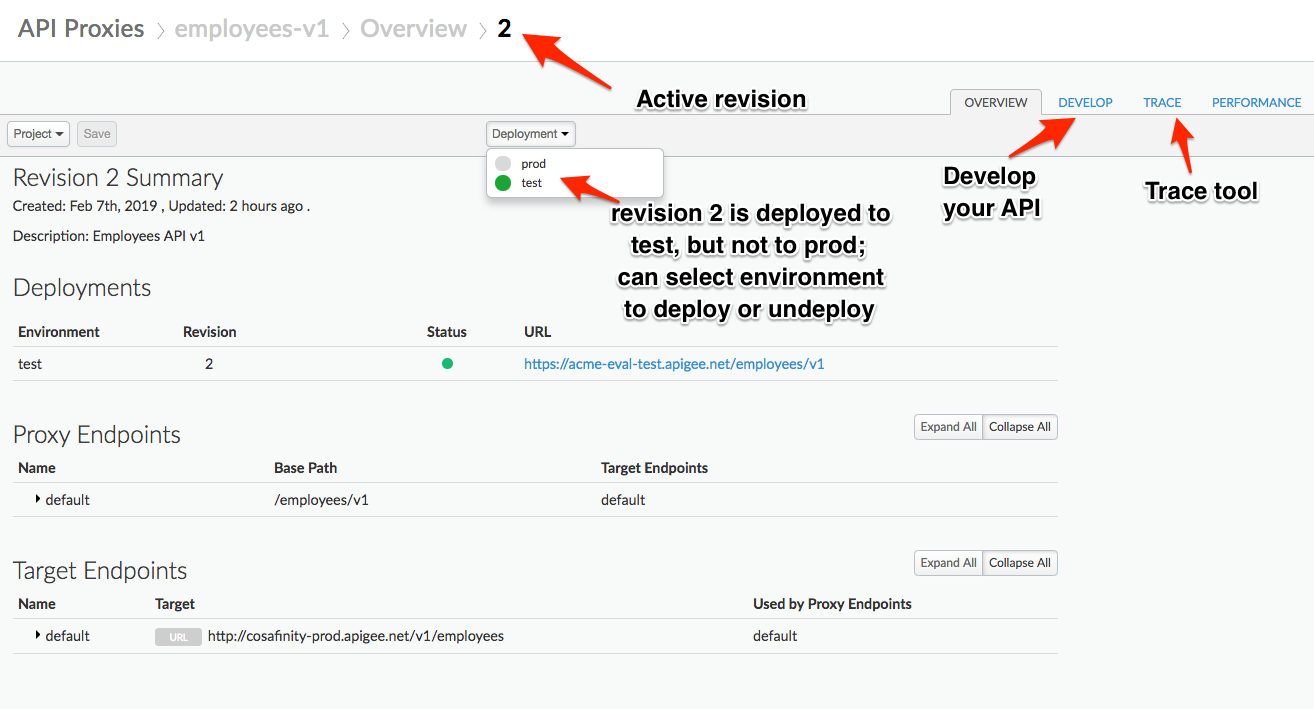 API Proxies > employees-v1 > Overview > 2
Active revision
OVERVIEW DEVELOP TRACE PERFORMANCE
Project Save Deployment
prod
test
Develop
your API
Trace tool
revision 2 is deployed to
test, but not to prod;
can select environment
to deploy or undeploy
Revision 2 Summary
Created: Feb 7th, 2019 , Updated: 2 hours ago .
Description: Employees API v1
Deployments
Environment Revision Status URL
test 2 https://acme-eval-test.apigee.net/employees/v1
Proxy Endpoints Expand All Collapse All
Name Base Path Target Endpoints
default /employees/v1 default
Target Endpoints Expand All Collapse All
Name Target Used by Proxy Endpoints
default URL http://cosafinity-prod.apigee.net/v1/employees default